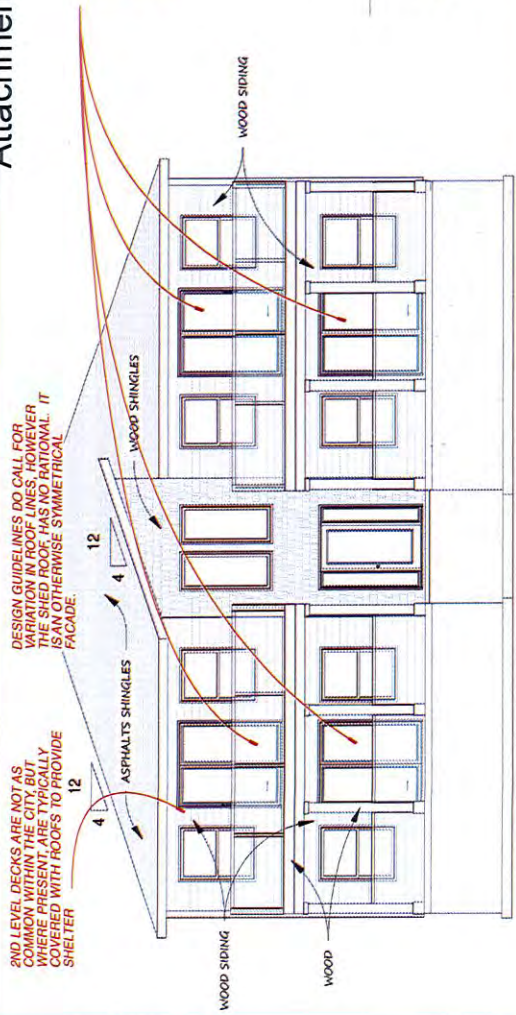 Attachmen
2ND LEVEL DECKS ARE NOT AS
COMMON WITHIN THE CITY, BUT
WHERE PRESENT, ARE TYPICALLY
COVERED WITH ROOFS TO PROVIDE
SHELTER
DESIGN GUIDELINES DO CALL FOR
VARIATION IN ROOF LINES, HOWEVER
THE SHED ROOF, HAS NO RATIONAL. IT
IS AN OTHERWISE SYMMETRICAL
FACADE.
12
4
12
4
ASPHALTS SHINGLES
WOOD SHINGLES
WOOD SIDING
WOOD SIDING
WOOD